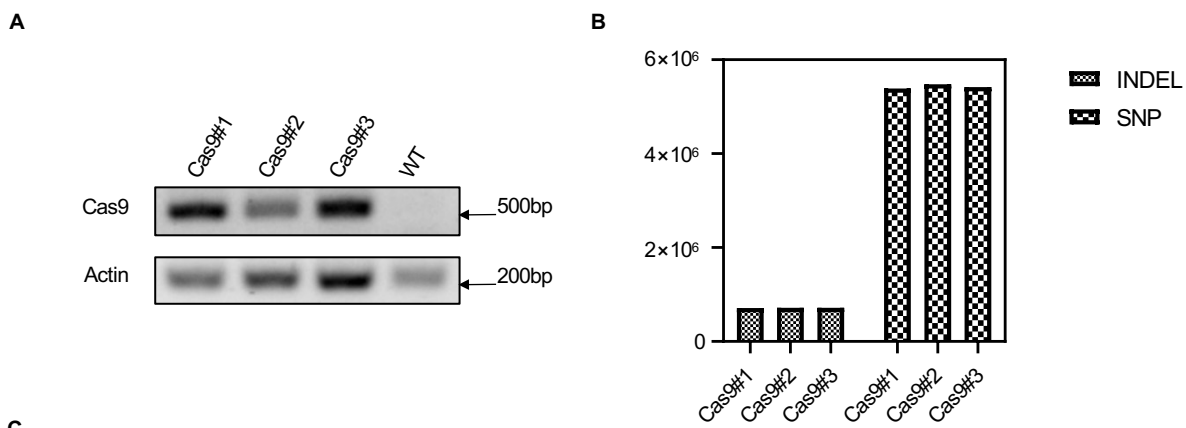 A
Cas9#1 Cas9#2 Cas9#3 WT
Cas9 500bp
Actin 200bp
B
6×10⁶
4×10⁶
2×10⁶
0
Cas9#1 Cas9#2 Cas9#3 Cas9#1 Cas9#2 Cas9#3
INDEL
SNP
C